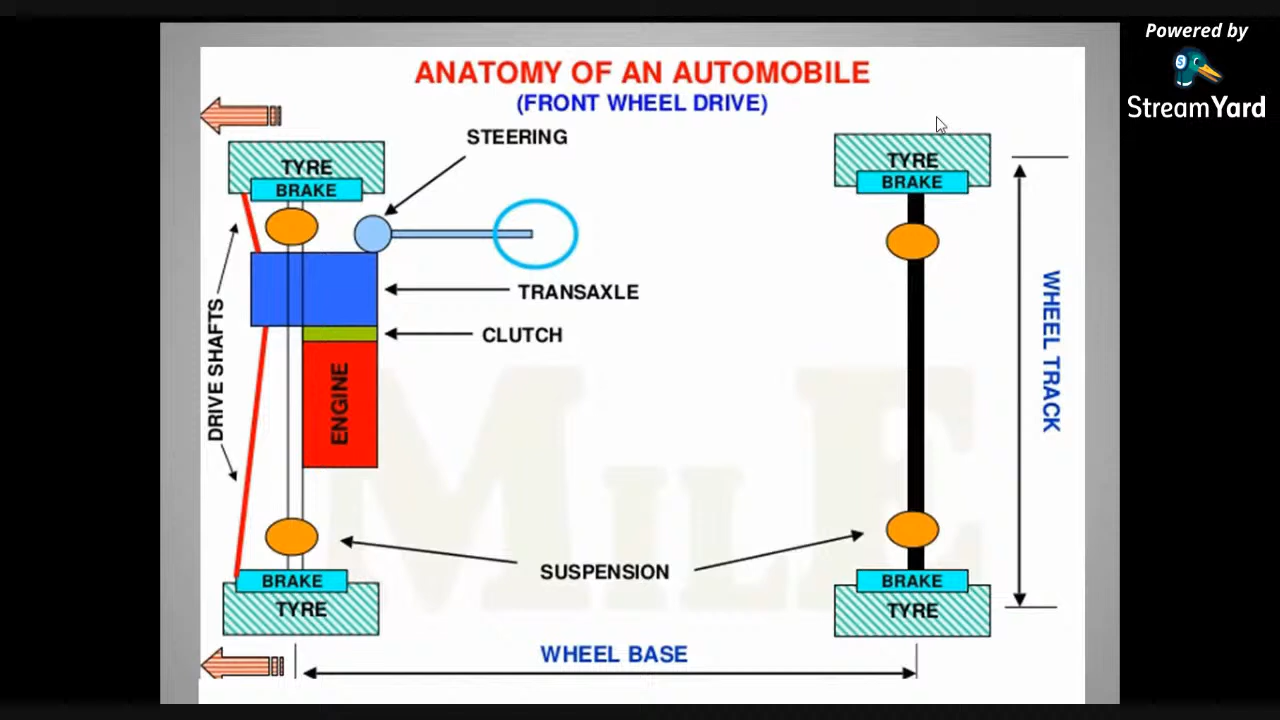 Powered by
StreamYard
ANATOMY OF AN AUTOMOBILE
(FRONT WHEEL DRIVE)
STEERING
TYRE
BRAKE
TYRE
BRAKE
TRANSAXLE
CLUTCH
DRIVE SHAFTS
ENGINE
WHEEL TRACK
SUSPENSION
BRAKE
TYRE
BRAKE
TYRE
WHEEL BASE
MILE